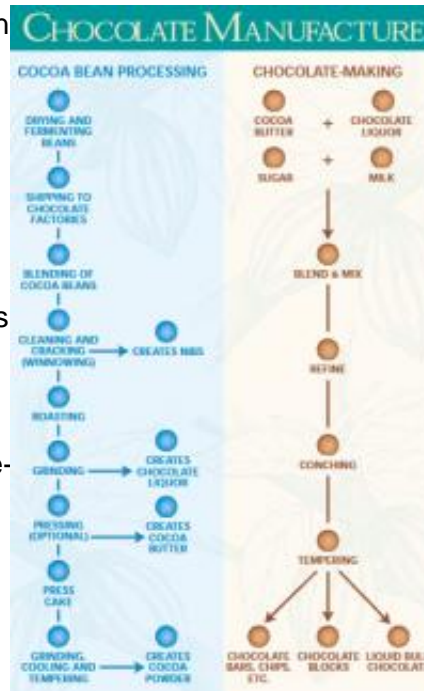 CHOCOLATE MANUFACTURE
COCOA BEAN PROCESSING
DRYING AND
FERMENTING
BEANS
SHIPPING TO
CHOCOLATE
FACTORIES
BLENDING OF
COCOA BEANS
CLEANING AND
CRACKING
(WINNOWING)
CREATES NIBS
ROASTING
GRINDING
CREATES
CHOCOLATE
LIQUOR
PRESSING
(OPTIONAL)
CREATES
COCOA
BUTTER
PRESS
CAKE
GRINDING,
COOLING AND
TEMPERING
CREATES
COCOA
POWDER
CHOCOLATE-MAKING
COCOA
BUTTER
+
CHOCOLATE
LIQUOR
SUGAR
+
MILK
BLEND & MIX
REFINE
CONCHING
TEMPERING
CHOCOLATE
BARS, CHIPS,
ETC.
CHOCOLATE
BLOCKS
LIQUID BUL
CHOCOLAT